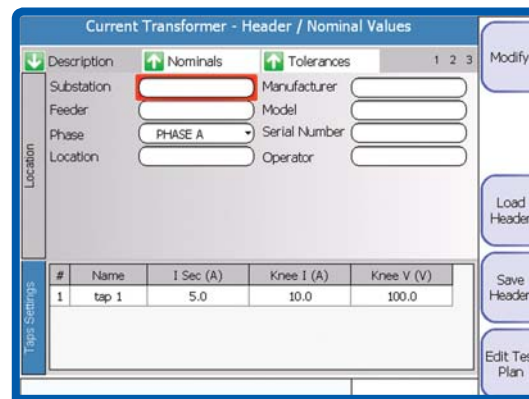 Current Transformer - Header / Nominal Values
Description Nominals Tolerances 1 2 3
Substation Manufacturer
Feeder Model
Phase PHASE A Serial Number
Location Operator
Location
Taps Settings
# Name I Sec (A) Knee I (A) Knee V (V)
1 tap 1 5.0 10.0 100.0
Modify
Load
Header
Save
Header
Edit Tes
Plan